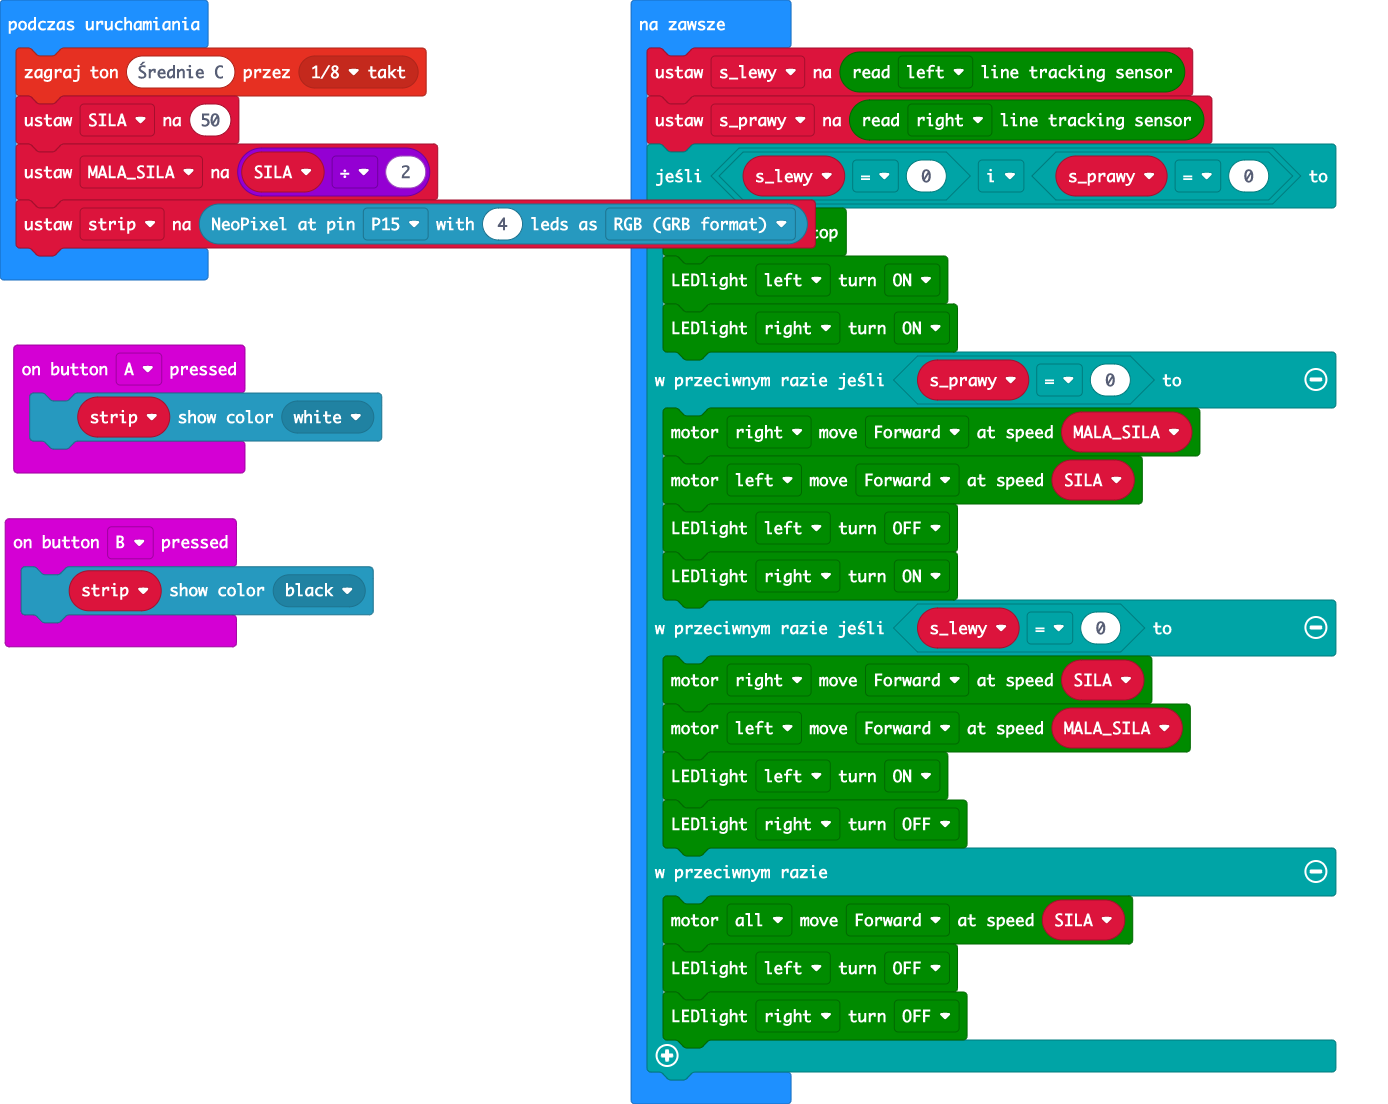 podczas uruchamiania
zagraj ton Średnie C przez 1/8 takt
ustaw SILA na 50
ustaw MALA_SILA na SILA ÷ 2
ustaw strip na NeoPixel at pin P15 with 4 leds as RGB (GRB format)
on button A pressed
strip show color white
on button B pressed
strip show color black
na zawsze
ustaw s_lewy na read left line tracking sensor
ustaw s_prawy na read right line tracking sensor
jeśli s_lewy = 0 i s_prawy = 0 to
LEDlight left turn ON
LEDlight right turn ON
w przeciwnym razie jeśli s_prawy = 0 to
motor right move Forward at speed MALA_SILA
motor left move Forward at speed SILA
LEDlight left turn OFF
LEDlight right turn ON
w przeciwnym razie jeśli s_lewy = 0 to
motor right move Forward at speed SILA
motor left move Forward at speed MALA_SILA
LEDlight left turn ON
LEDlight right turn OFF
w przeciwnym razie
motor all move Forward at speed SILA
LEDlight left turn OFF
LEDlight right turn OFF